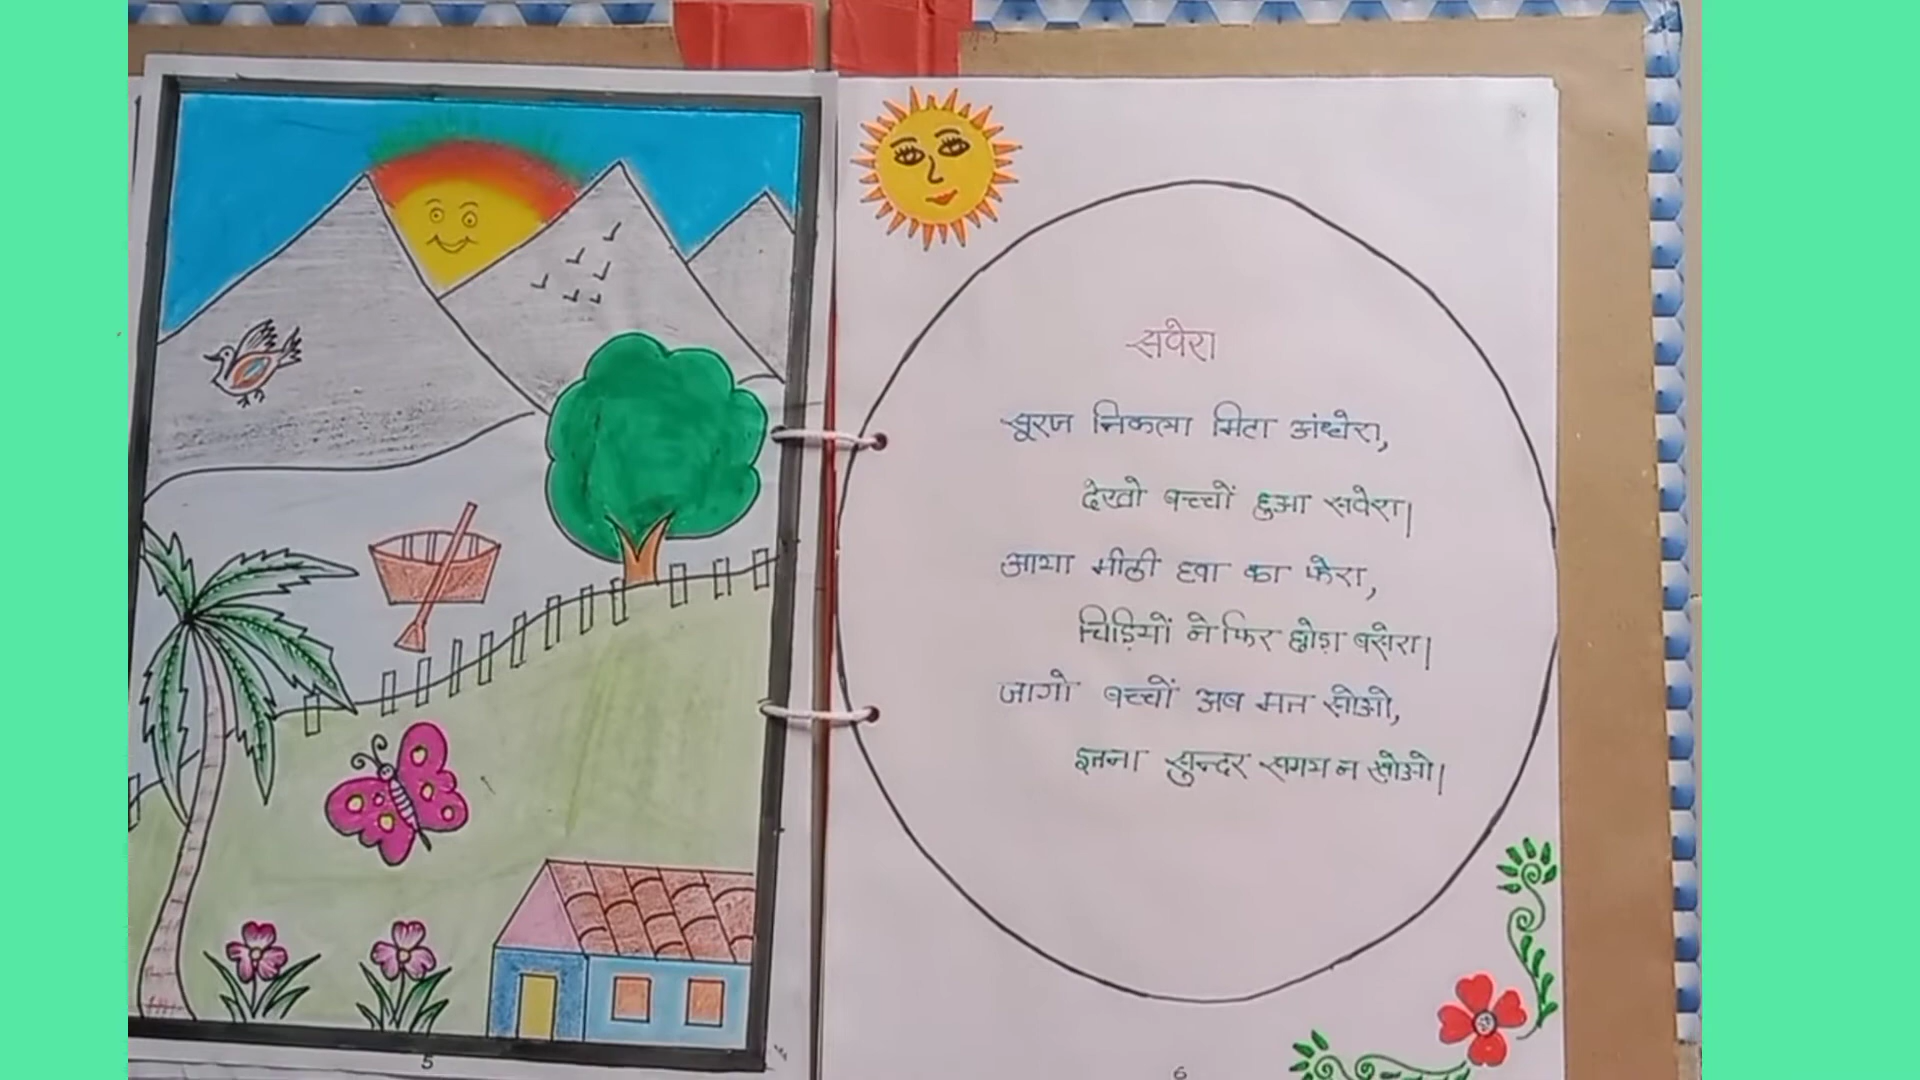 सवेरा
सूरज निकला मिटा अंधेरा,
देखो बच्चों हुआ सवेरा।
आया मीठी हवा का फेरा,
चिड़ियों ने फिर छोड़ा बसेरा।
जागो बच्चों अब मत सोओ,
इतना सुन्दर समय न खोओ।
5
6